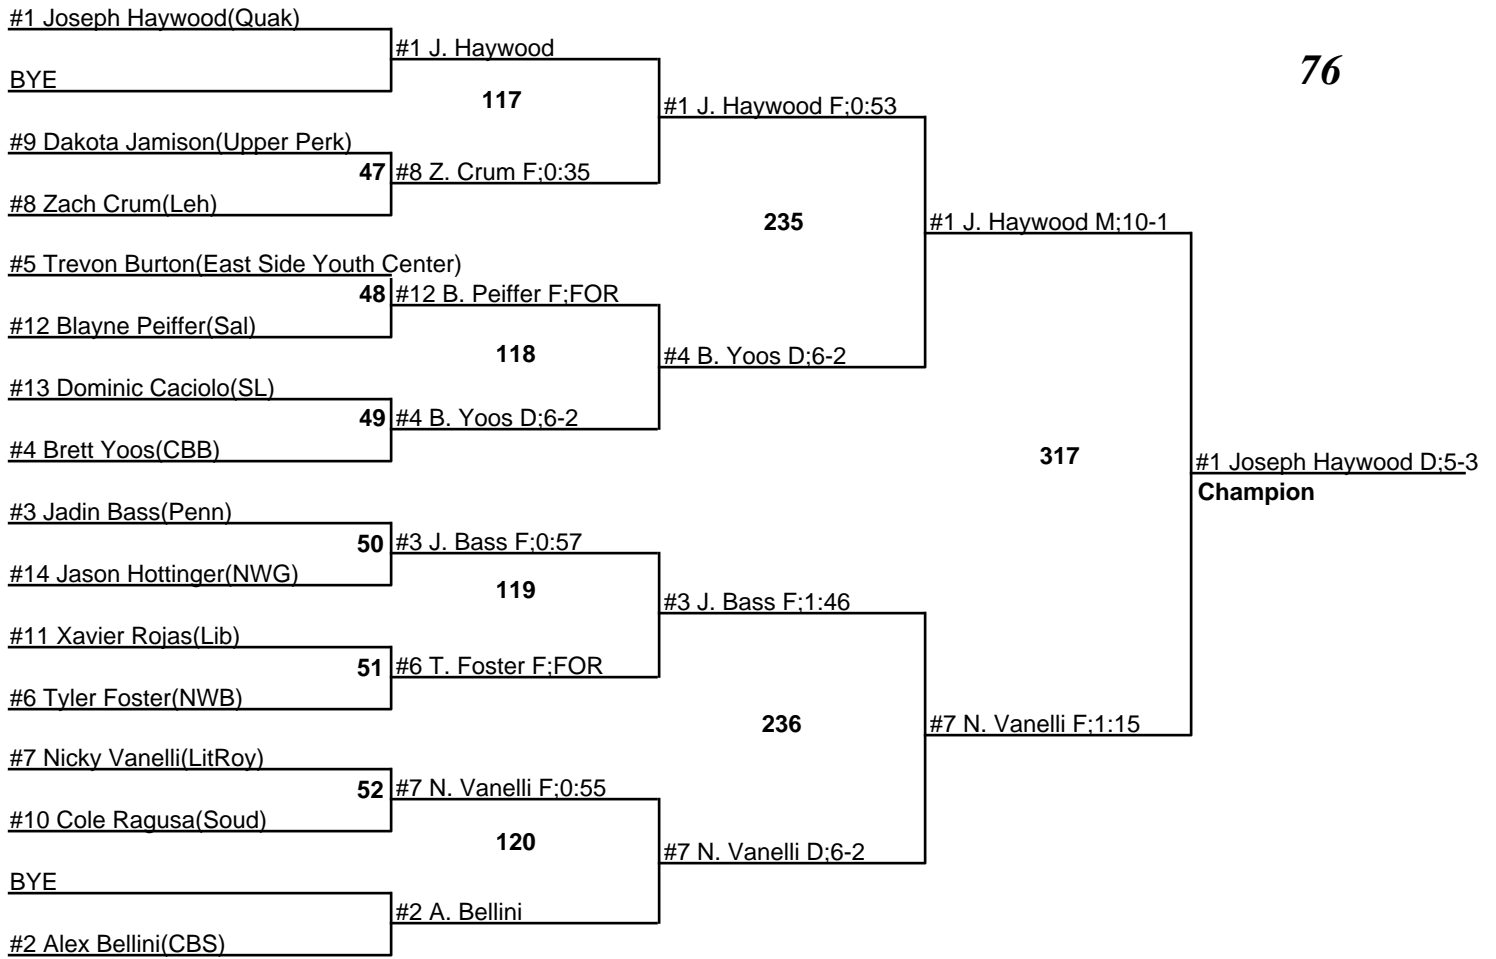 #1 Joseph Haywood(Quak)
#1 J. Haywood
76
BYE
117
#1 J. Haywood F;0:53
#9 Dakota Jamison(Upper Perk)
47
#8 Z. Crum F;0:35
#8 Zach Crum(Leh)
235
#1 J. Haywood M;10-1
#5 Trevon Burton(East Side Youth Center)
48
#12 B. Peiffer F;FOR
#12 Blayne Peiffer(Sal)
118
#4 B. Yoos D;6-2
#13 Dominic Caciolo(SL)
49
#4 B. Yoos D;6-2
#4 Brett Yoos(CBB)
317
#1 Joseph Haywood D;5-3
Champion
#3 Jadin Bass(Penn)
50
#3 J. Bass F;0:57
#14 Jason Hottinger(NWG)
119
#3 J. Bass F;1:46
#11 Xavier Rojas(Lib)
51
#6 T. Foster F;FOR
#6 Tyler Foster(NWB)
236
#7 N. Vanelli F;1:15
#7 Nicky Vanelli(LitRoy)
52
#7 N. Vanelli F;0:55
#10 Cole Ragusa(Soud)
120
#7 N. Vanelli D;6-2
BYE
#2 A. Bellini
#2 Alex Bellini(CBS)